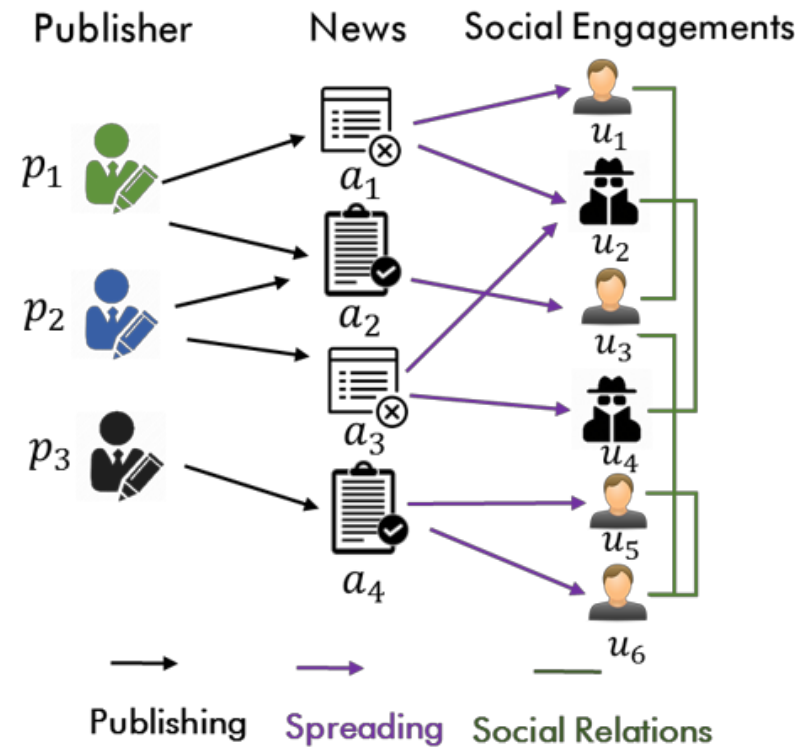 Publisher News Social Engagements
p₁
a₁
u₁
u₂
p₂
a₂
u₃
a₃
p₃
u₄
u₅
a₄
u₆
Publishing Spreading Social Relations